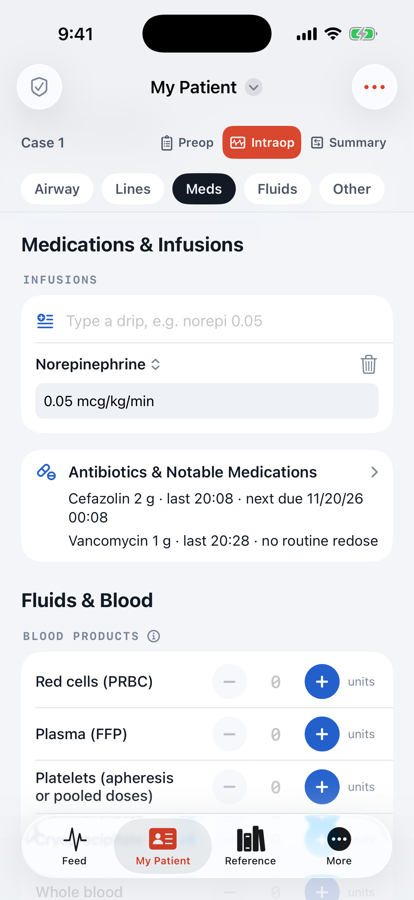 9:41
My Patient
Case 1
Preop
Intraop
Summary
Airway
Lines
Meds
Fluids
Other
Medications & Infusions
INFUSIONS
Type a drip, e.g. norepi 0.05
Norepinephrine
0.05 mcg/kg/min
Antibiotics & Notable Medications
Cefazolin 2 g · last 20:08 · next due 11/20/26
00:08
Vancomycin 1 g · last 20:28 · no routine redose
Fluids & Blood
BLOOD PRODUCTS
Red cells (PRBC)
0
units
Plasma (FFP)
0
units
Platelets (apheresis
or pooled doses)
0
units
Feed
My Patient
Reference
More
Whole blood
0
units